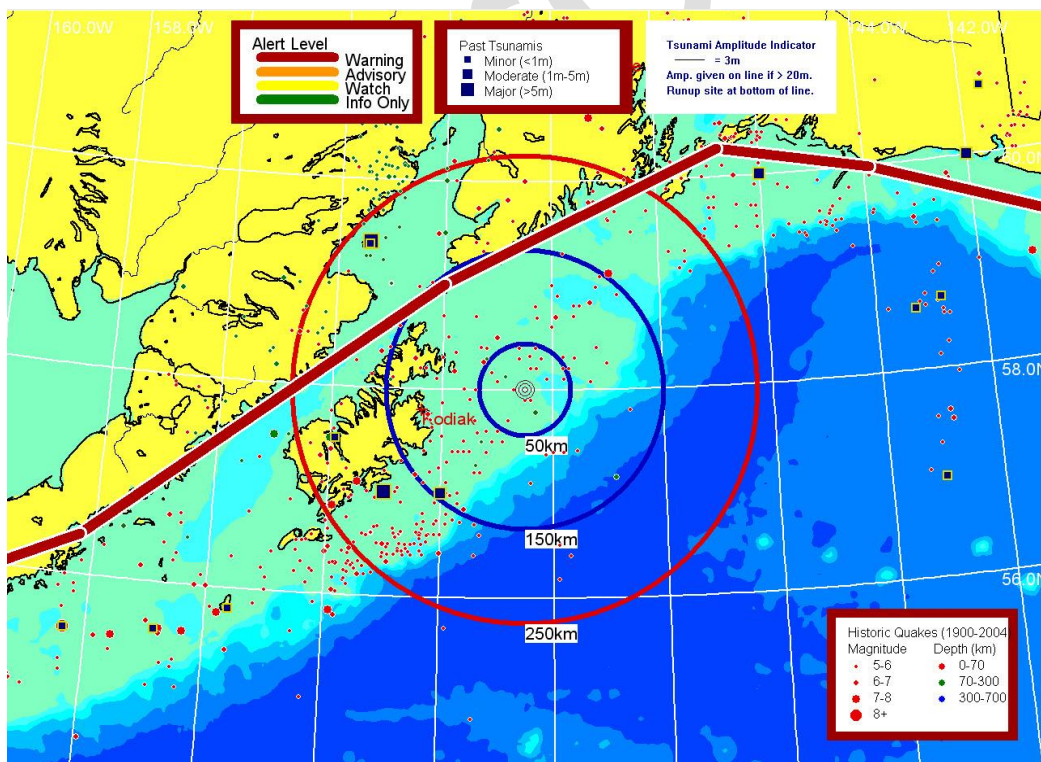 160.0W
158.0W
144.0W
142.0W
Alert Level
Warning
Advisory
Watch
Info Only
Past Tsunamis
Minor (<1m)
Moderate (1m-5m)
Major (>5m)
Tsunami Amplitude Indicator
= 3m
Amp. given on line if > 20m.
Runup site at bottom of line.
58.0N
Kodiak
50km
150km
56.0N
250km
Historic Quakes (1900-2004)
Magnitude
Depth (km)
5-6
0-70
6-7
70-300
7-8
300-700
8+